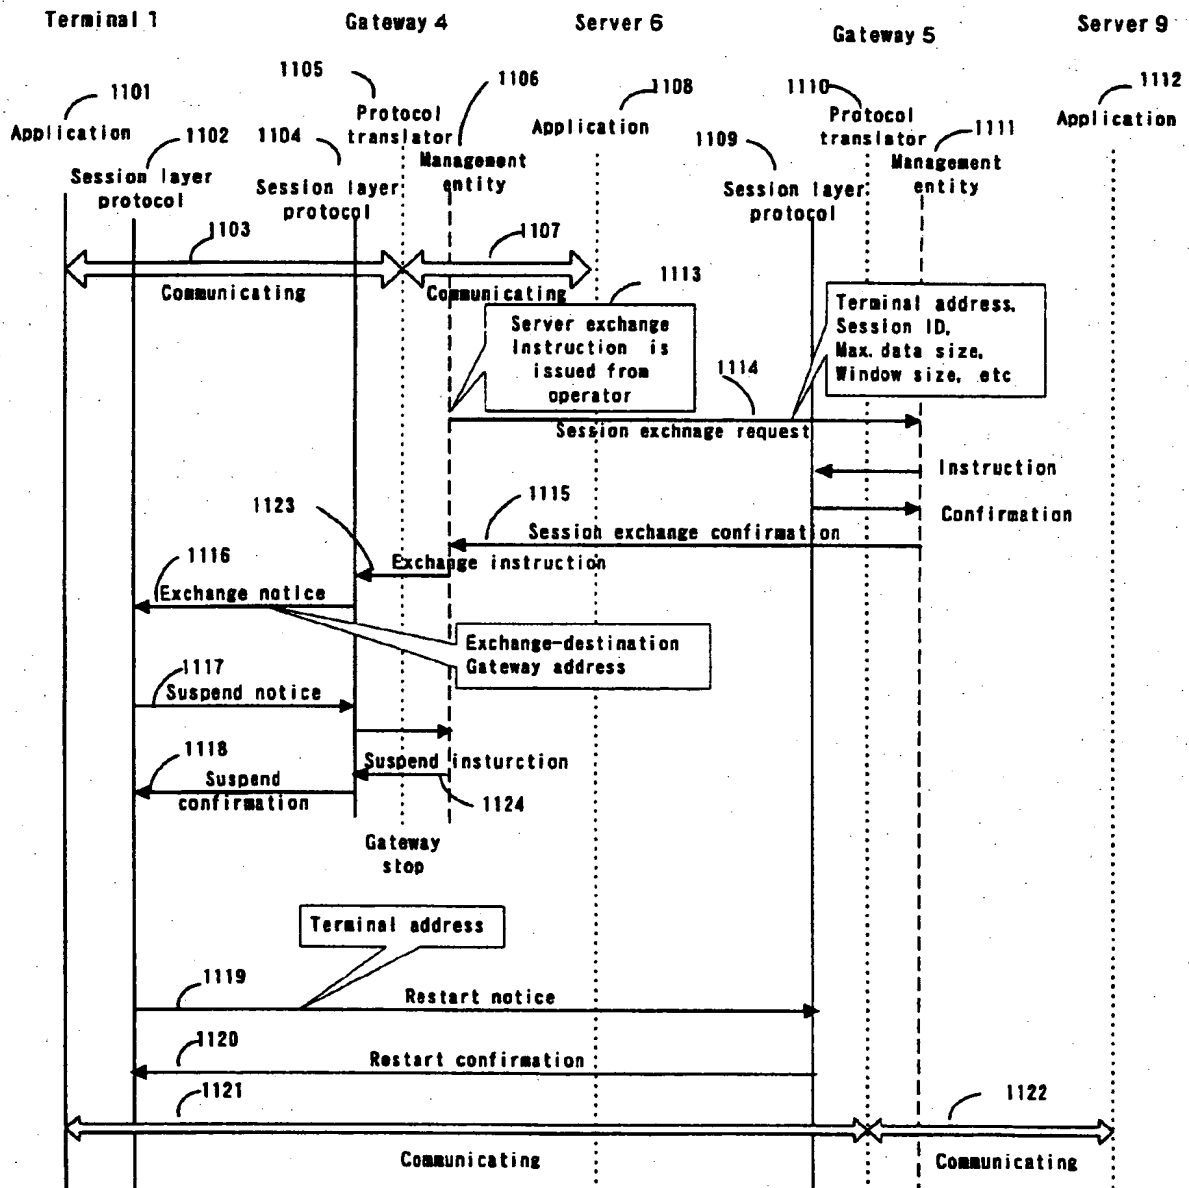 Terminal 1
Gateway 4
Server 6
Gateway 5
Server 9
1101
Application
1102
Session layer
protocol
1104
Session layer
protocol
1105
Protocol
translator
1106
Management
entity
1108
Application
1109
Session layer
protocol
1110
Protocol
translator
1111
Management
entity
1112
Application
1103
Communicating
1107
Communicating
1113
Server exchange
Instruction is
issued from
operator
Terminal address.
Session ID,
Max. data size,
Window size, etc
1114
Session exchnage request
Instruction
Confirmation
1115
Session exchange confirmation
1123
Exchange instruction
1116
Exchange notice
Exchange-destination
Gateway address
1117
Suspend notice
Suspend insturction
1118
Suspend
confirmation
1124
Gateway
stop
Terminal address
1119
Restart notice
1120
Restart confirmation
1121
Communicating
1122
Communicating